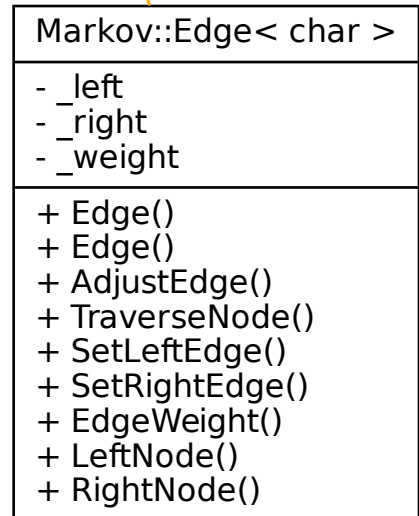 Markov::Edge< char >
- _left
- _right
- _weight
+ Edge()
+ Edge()
+ AdjustEdge()
+ TraverseNode()
+ SetLeftEdge()
+ SetRightEdge()
+ EdgeWeight()
+ LeftNode()
+ RightNode()